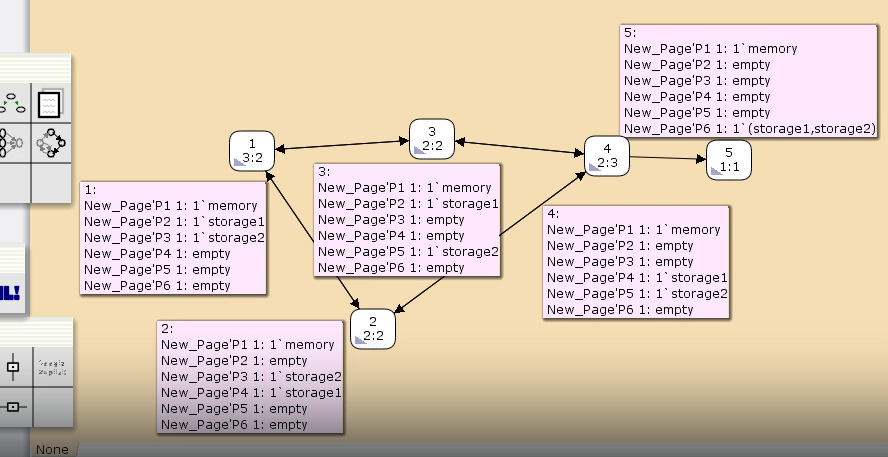 5:
New_Page'P1 1: 1`memory
New_Page'P2 1: empty
New_Page'P3 1: empty
New_Page'P4 1: empty
New_Page'P5 1: empty
New_Page'P6 1: 1`(storage1,storage2)
1
3:2
3
2:2
4
2:3
5
1:1
1:
New_Page'P1 1: 1`memory
New_Page'P2 1: 1`storage1
New_Page'P3 1: 1`storage2
New_Page'P4 1: empty
New_Page'P5 1: empty
New_Page'P6 1: empty
3:
New_Page'P1 1: 1`memory
New_Page'P2 1: 1`storage1
New_Page'P3 1: empty
New_Page'P4 1: empty
New_Page'P5 1: 1`storage2
New_Page'P6 1: empty
4:
New_Page'P1 1: 1`memory
New_Page'P2 1: empty
New_Page'P3 1: empty
New_Page'P4 1: 1`storage1
New_Page'P5 1: 1`storage2
New_Page'P6 1: empty
2
2:2
2:
New_Page'P1 1: 1`memory
New_Page'P2 1: empty
New_Page'P3 1: 1`storage2
New_Page'P4 1: 1`storage1
New_Page'P5 1: empty
New_Page'P6 1: empty
None